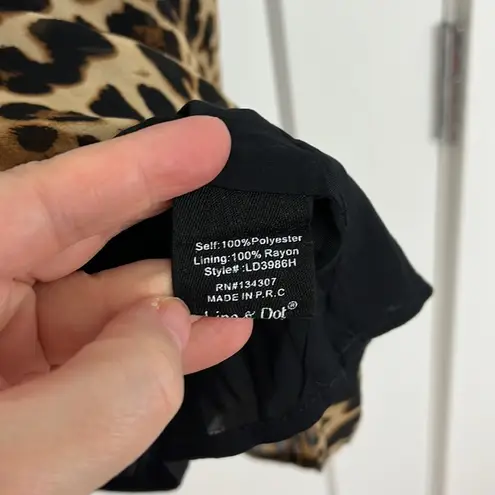 Self:100%Polyester
Lining:100% Rayon
Style#:LD3986H
RN#134307
MADE IN P.R.C
Line & Dot®